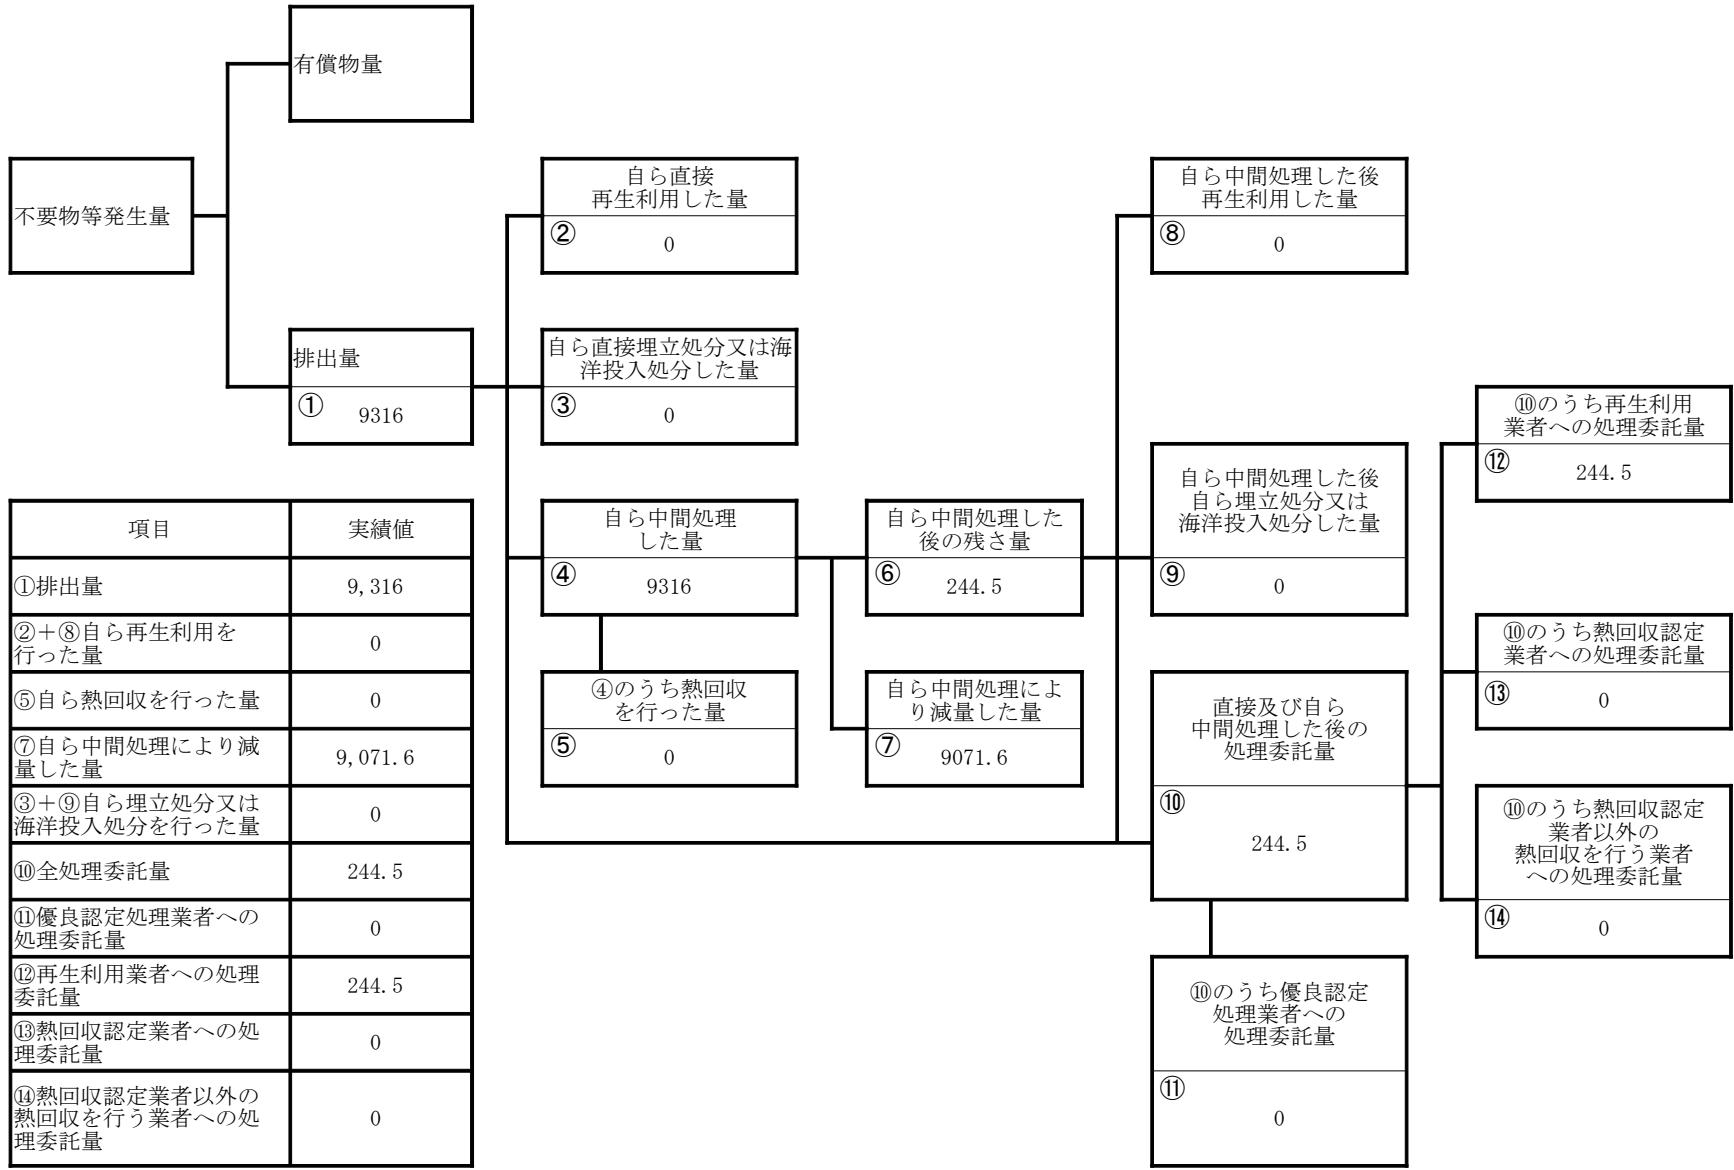 有償物量
不要物等発生量
自ら直接
再生利用した量
②
0
自ら中間処理した後
再生利用した量
⑧
0
排出量
①
9316
自ら直接埋立処分又は海
洋投入処分した量
③
0
⑩のうち再生利用
業者への処理委託量
⑫
244.5
自ら中間処理
した量
④
9316
自ら中間処理した
後の残さ量
⑥
244.5
自ら中間処理した後
自ら埋立処分又は
海洋投入処分した量
⑨
0
⑩のうち熱回収認定
業者への処理委託量
⑬
0
④のうち熱回収
を行った量
⑤
0
自ら中間処理によ
り減量した量
⑦
9071.6
直接及び自ら
中間処理した後の
処理委託量
⑩
244.5
⑩のうち熱回収認定
業者以外の
熱回収を行う業者
への処理委託量
⑭
0
⑩のうち優良認定
処理業者への
処理委託量
⑪
0
項目 実績値
①排出量 9,316
②＋⑧自ら再生利用を
行った量 0
⑤自ら熱回収を行った量 0
⑦自ら中間処理により減
量した量 9,071.6
③＋⑨自ら埋立処分又は
海洋投入処分を行った量 0
⑩全処理委託量 244.5
⑪優良認定処理業者への
処理委託量 0
⑫再生利用業者への処理
委託量 244.5
⑬熱回収認定業者への処
理委託量 0
⑭熱回収認定業者以外の
熱回収を行う業者への処
理委託量 0